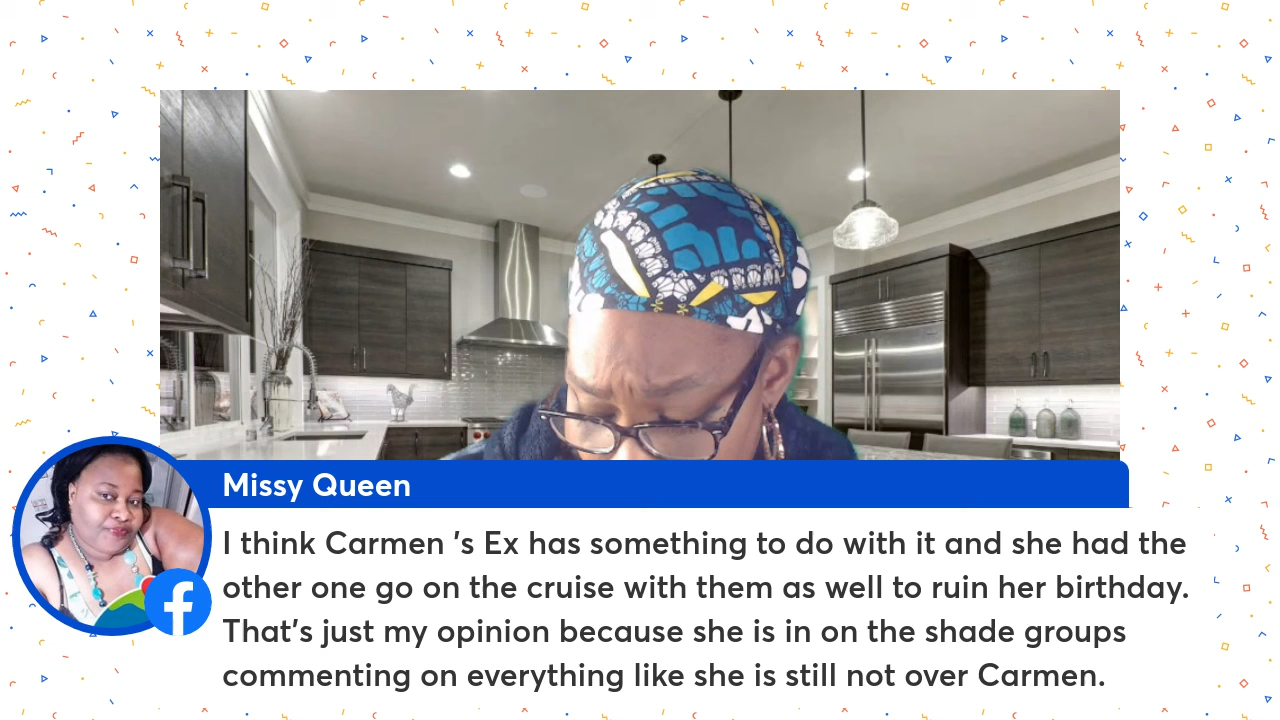 Missy Queen
I think Carmen 's Ex has something to do with it and she had the
other one go on the cruise with them as well to ruin her birthday.
That's just my opinion because she is in on the shade groups
commenting on everything like she is still not over Carmen.